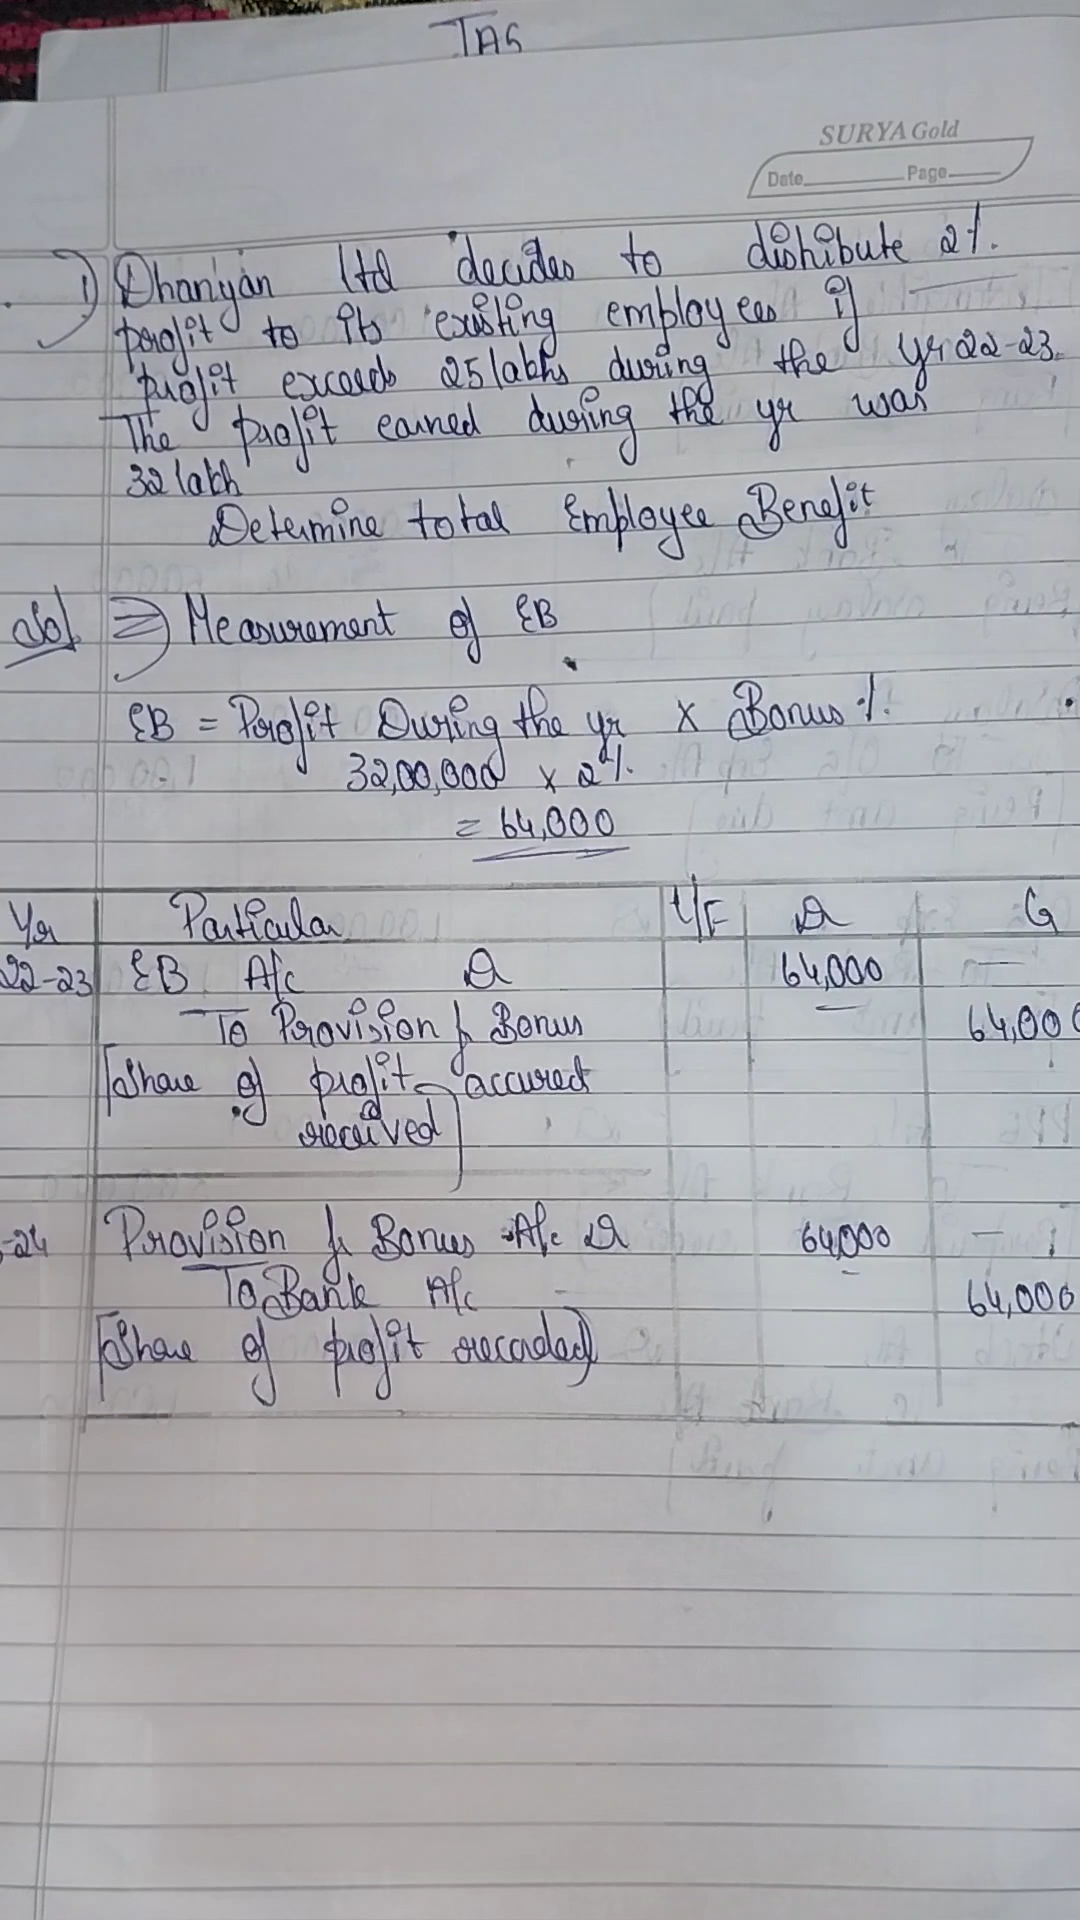 IAS
SURYA Gold
Date Page
1) Dhaniyan ltd decides to distribute 2%
profit to its existing employees if
profit exceeds 25 lakhs during the yr 22-23.
The profit earned during the yr was
32 lakh
Determine total Employee Benefit
Sol ⇒ Measurement of EB
EB = Profit During the yr x Bonus %
32,00,000 x 2%
= 64,000
Yr Particular L/F Dr Cr
22-23 EB A/c Dr 64,000 —
To Provision fr Bonus 64,000
[Share of profit accured
received]
-24 Provision fr Bonus A/c Dr 64,000 —
To Bank A/c 64,000
[Share of profit recorded]